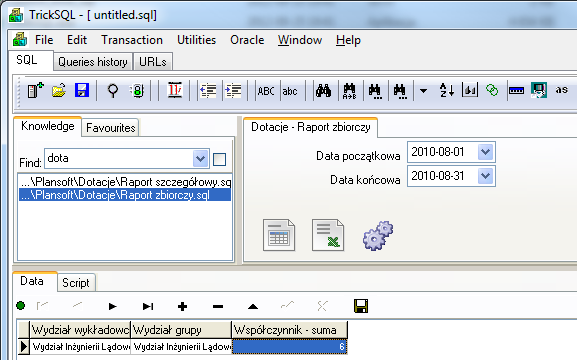 TrickSQL - [ untitled.sql]
File Edit Transaction Utilities Oracle Window Help
SQL Queries history URLs
ABC abc A→B A Z as
Knowledge Favourites
Find: dota
...\Plansoft\Dotacje\Raport szczegółowy.sq
...\Plansoft\Dotacje\Raport zbiorczy.sql
Dotacje - Raport zbiorczy
Data początkowa 2010-08-01
Data końcowa 2010-08-31
Data Script
Wydział wykładowc Wydział grupy Współczynnik - suma
Wydział Inżynierii Lądow Wydział Inżynierii Lądow 6